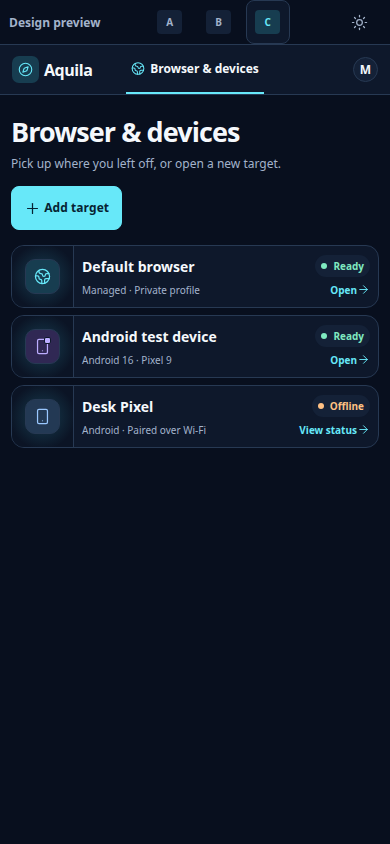 Design preview
A
B
C
Aquila
Browser & devices
M
Browser & devices
Pick up where you left off, or open a new target.
Add target
Default browser
Ready
Managed · Private profile
Open
Android test device
Ready
Android 16 · Pixel 9
Open
Desk Pixel
Offline
Android · Paired over Wi-Fi
View status